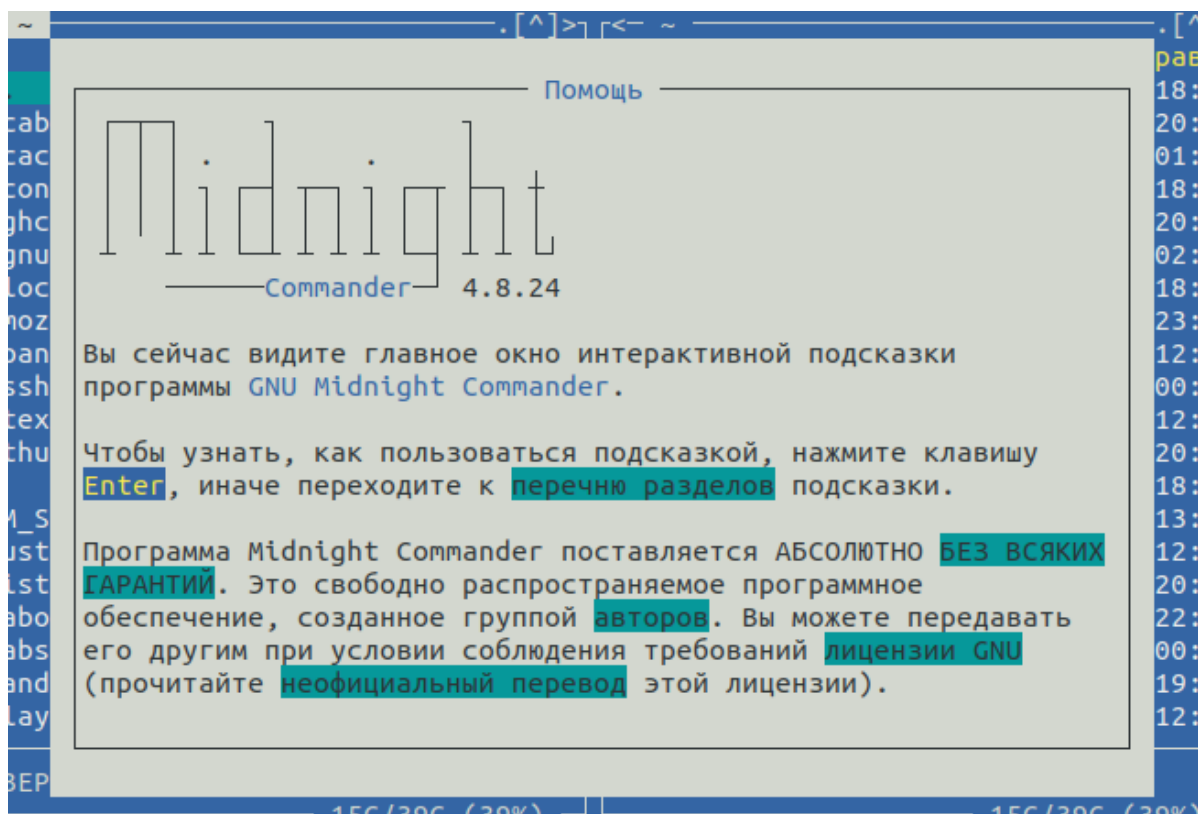 ~ .[^]>┐┌<─ ~ .[^
Помощь
Midnight
Commander 4.8.24
Вы сейчас видите главное окно интерактивной подсказки
программы GNU Midnight Commander.
Чтобы узнать, как пользоваться подсказкой, нажмите клавишу
Enter, иначе переходите к перечню разделов подсказки.
Программа Midnight Commander поставляется АБСОЛЮТНО БЕЗ ВСЯКИХ
ГАРАНТИЙ. Это свободно распространяемое программное
обеспечение, созданное группой авторов. Вы можете передавать
его другим при условии соблюдения требований лицензии GNU
(прочитайте неофициальный перевод этой лицензии).